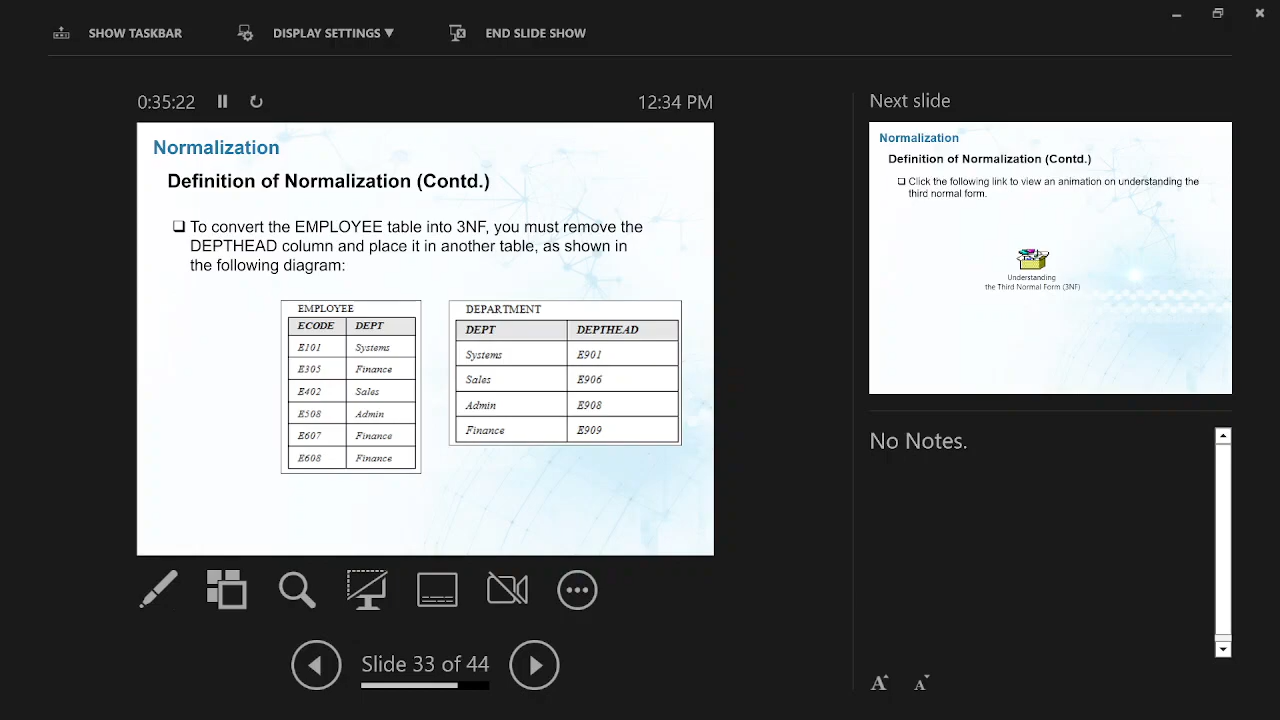 SHOW TASKBAR DISPLAY SETTINGS ▼ END SLIDE SHOW
0:35:22 12:34 PM
Normalization
Definition of Normalization (Contd.)
❑ To convert the EMPLOYEE table into 3NF, you must remove the
DEPTHEAD column and place it in another table, as shown in
the following diagram:
EMPLOYEE
ECODE DEPT
E101 Systems
E305 Finance
E402 Sales
E508 Admin
E607 Finance
E608 Finance
DEPARTMENT
DEPT DEPTHEAD
Systems E901
Sales E906
Admin E908
Finance E909
Slide 33 of 44
Next slide
Normalization
Definition of Normalization (Contd.)
❑ Click the following link to view an animation on understanding the
third normal form.
Understanding
the Third Normal Form (3NF)
No Notes.
A A